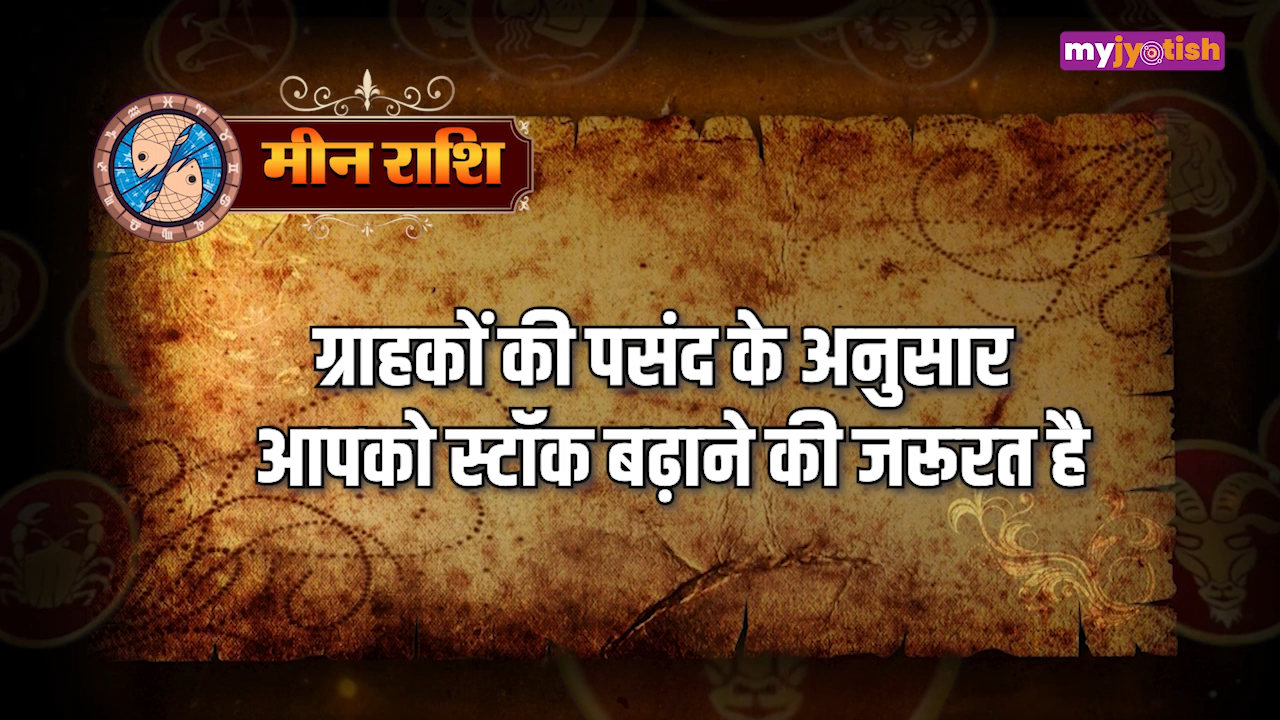 myjyotish
मीन राशि
ग्राहकों की पसंद के अनुसार
आपको स्टॉक बढ़ाने की जरूरत है